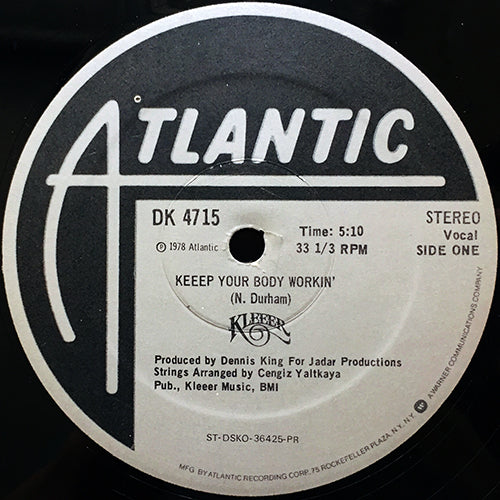 ATLANTIC
DK 4715
Ⓟ 1978 Atlantic
Time: 5:10
33 1/3 RPM
STEREO
Vocal
SIDE ONE
KEEEP YOUR BODY WORKIN'
(N. Durham)
KLEEER
Produced by Dennis King For Jadar Productions
Strings Arranged by Cengiz Yaltkaya
Pub., Kleeer Music, BMI
ST-DSKO-36425-PR
MFG. BY ATLANTIC RECORDING CORP., 75 ROCKEFELLER PLAZA, N.Y., N.Y. W A WARNER COMMUNICATIONS COMPANY